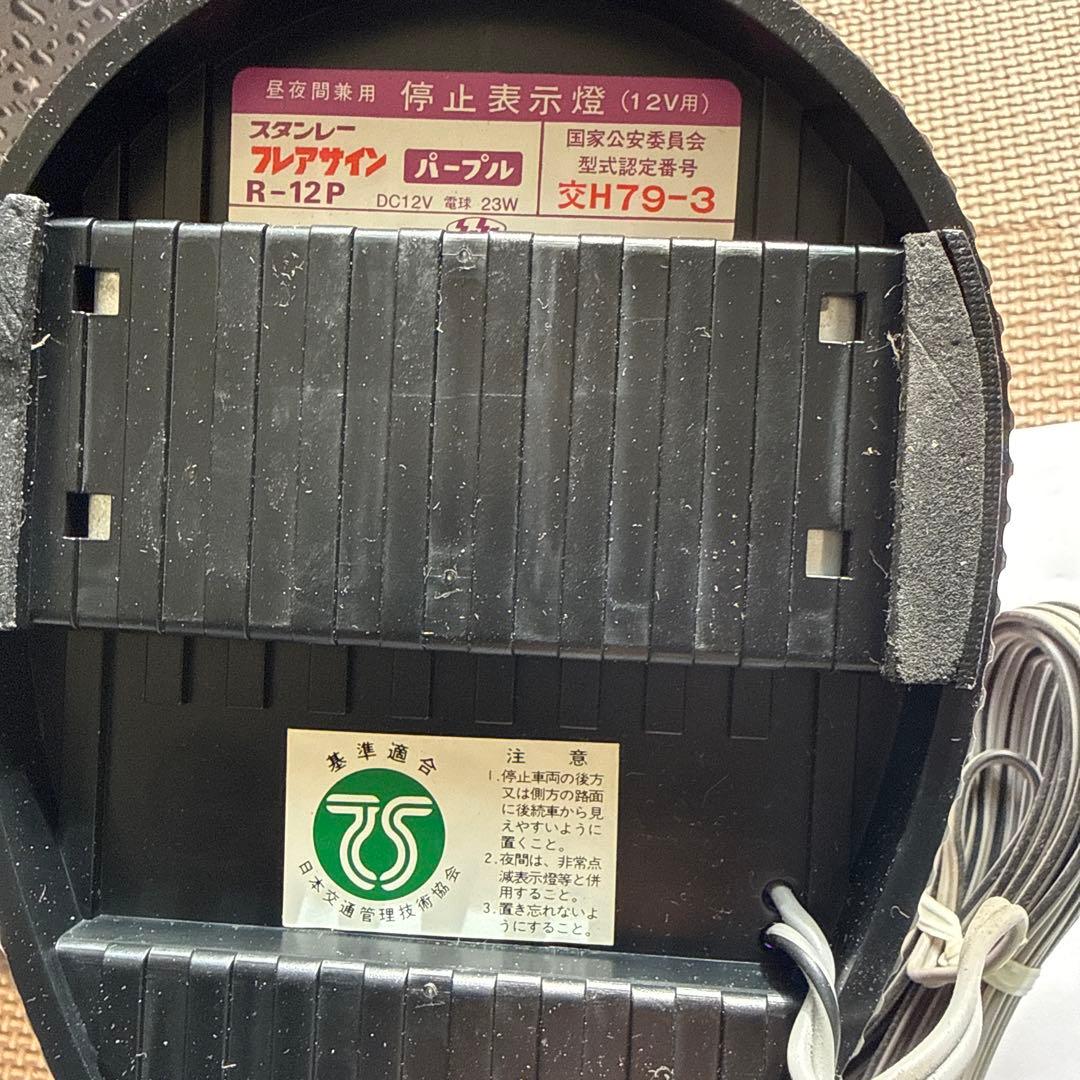 昼夜間兼用 停止表示燈 (12V用)
スタンレー
フレアサイン パープル
R-12P DC12V 電球 23W
国家公安委員会
型式認定番号
交H79-3
基準適合
TS
日本交通管理技術協会
注意
1.停止車両の後方
又は側方の路面
に後続車から見
えやすいように
置くこと。
2.夜間は、非常点
滅表示燈等と併
用すること。
3.置き忘れないよ
うにすること。